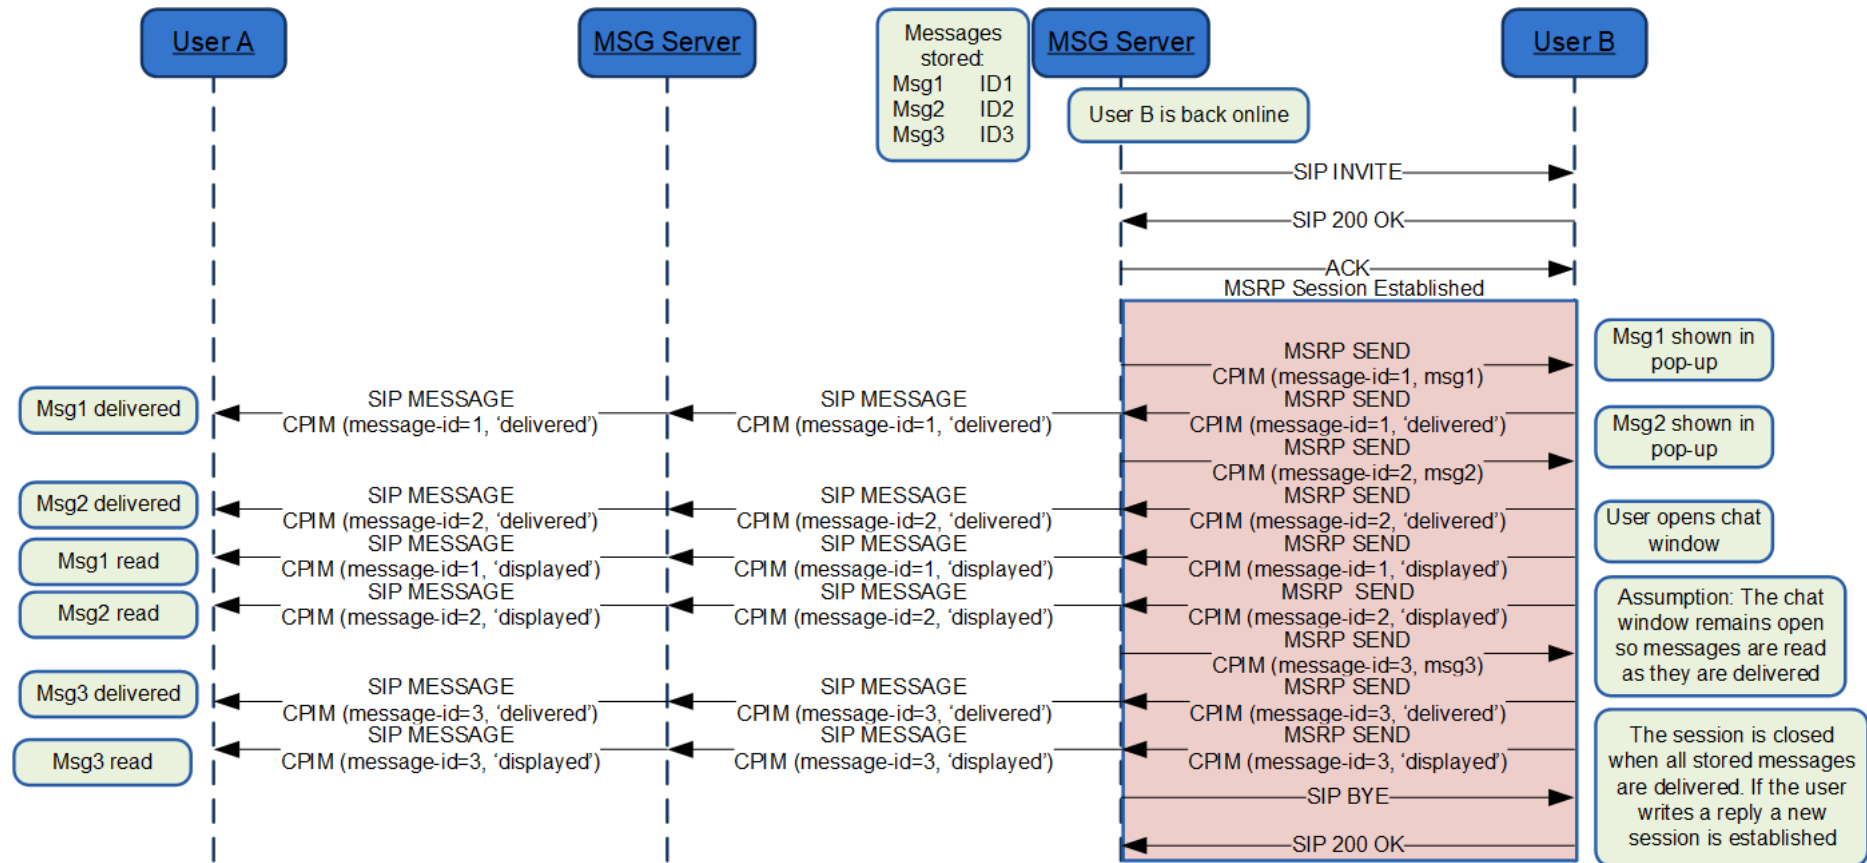 User A
MSG Server
Messages
stored:
Msg1 ID1
Msg2 ID2
Msg3 ID3
MSG Server
User B
User B is back online
SIP INVITE
SIP 200 OK
ACK
MSRP Session Established
MSRP SEND
CPIM (message-id=1, msg1)
Msg1 shown in
pop-up
Msg1 delivered
SIP MESSAGE
CPIM (message-id=1, ‘delivered’)
SIP MESSAGE
CPIM (message-id=1, ‘delivered’)
MSRP SEND
CPIM (message-id=1, ‘delivered’)
Msg2 shown in
pop-up
MSRP SEND
CPIM (message-id=2, msg2)
Msg2 delivered
SIP MESSAGE
CPIM (message-id=2, ‘delivered’)
SIP MESSAGE
CPIM (message-id=2, ‘delivered’)
MSRP SEND
CPIM (message-id=2, ‘delivered’)
User opens chat
window
Msg1 read
SIP MESSAGE
CPIM (message-id=1, ‘displayed’)
SIP MESSAGE
CPIM (message-id=1, ‘displayed’)
MSRP SEND
CPIM (message-id=1, ‘displayed’)
Msg2 read
SIP MESSAGE
CPIM (message-id=2, ‘displayed’)
SIP MESSAGE
CPIM (message-id=2, ‘displayed’)
MSRP SEND
CPIM (message-id=2, ‘displayed’)
Assumption: The chat
window remains open
so messages are read
as they are delivered
MSRP SEND
CPIM (message-id=3, msg3)
Msg3 delivered
SIP MESSAGE
CPIM (message-id=3, ‘delivered’)
SIP MESSAGE
CPIM (message-id=3, ‘delivered’)
MSRP SEND
CPIM (message-id=3, ‘delivered’)
Msg3 read
SIP MESSAGE
CPIM (message-id=3, ‘displayed’)
SIP MESSAGE
CPIM (message-id=3, ‘displayed’)
MSRP SEND
CPIM (message-id=3, ‘displayed’)
The session is closed
when all stored messages
are delivered. If the user
writes a reply a new
session is established
SIP BYE
SIP 200 OK